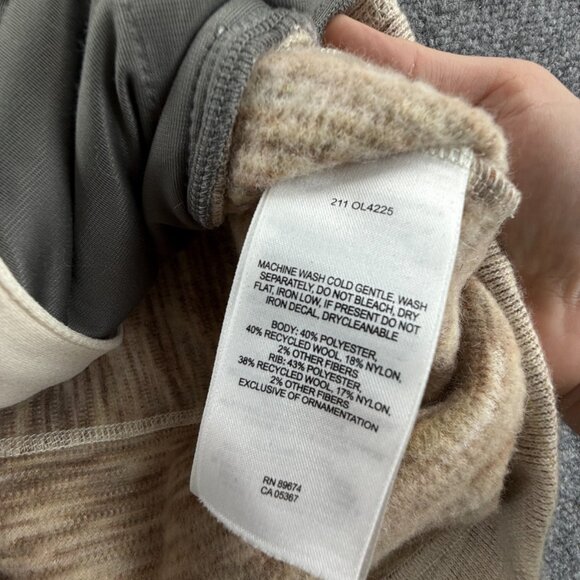 211 OL4225
MACHINE WASH COLD GENTLE, WASH
SEPARATELY, DO NOT BLEACH, DRY
FLAT. IRON LOW. IF PRESENT DO NOT
IRON DECAL, DRYCLEANABLE
BODY: 40% POLYESTER,
40% RECYCLED WOOL, 18% NYLON,
2% OTHER FIBERS
RIB: 43% POLYESTER,
38% RECYCLED WOOL, 17% NYLON,
2% OTHER FIBERS
EXCLUSIVE OF ORNAMENTATION
RN 89674
CA 05367